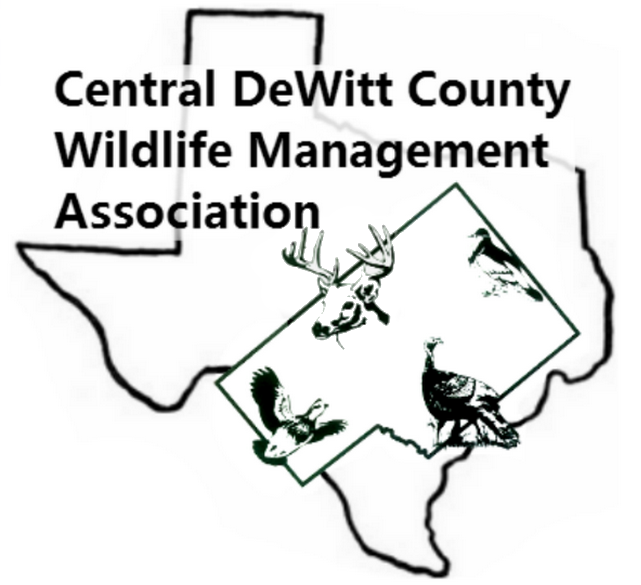 Central DeWitt County
Wildlife Management
Association